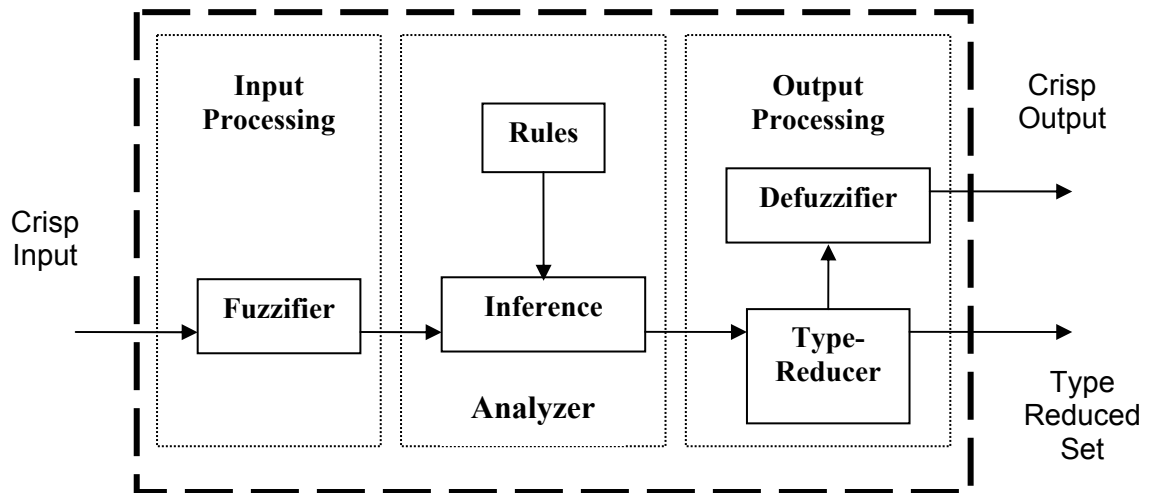 Crisp
Input
Input
Processing
Fuzzifier
Rules
Inference
Analyzer
Output
Processing
Defuzzifier
Type-
Reducer
Crisp
Output
Type
Reduced
Set